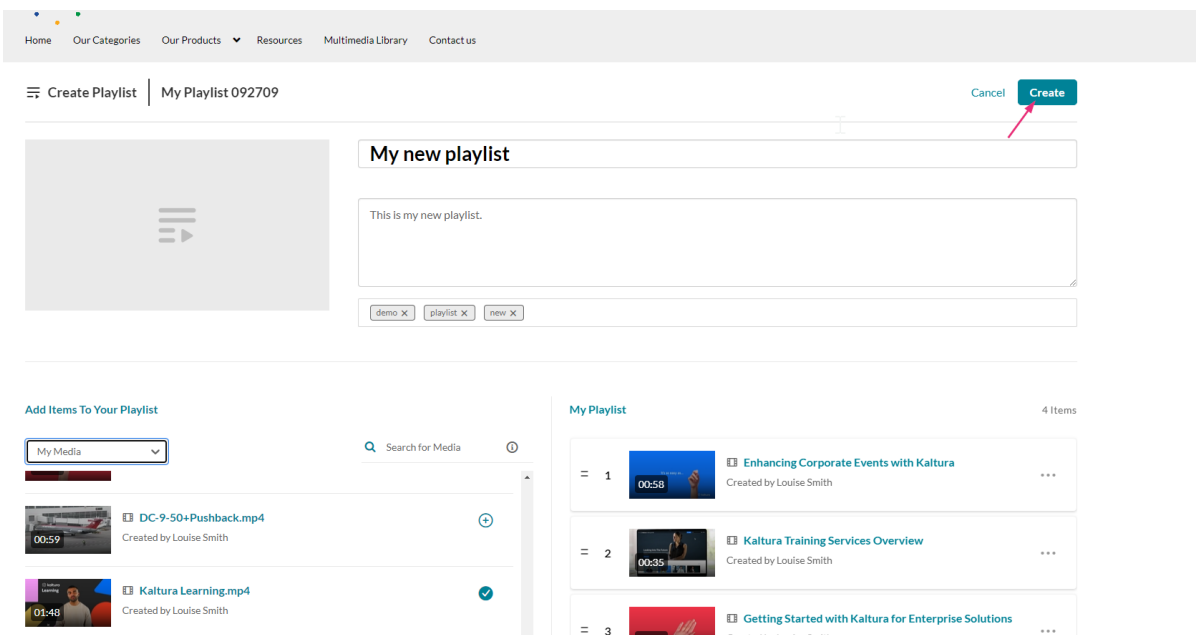 Home Our Categories Our Products Resources Multimedia Library Contact us
Create Playlist My Playlist 092709 Cancel Create
My new playlist
This is my new playlist.
demo × playlist × new ×
Add Items To Your Playlist
My Media Search for Media
DC-9-50+Pushback.mp4
Created by Louise Smith
00:59
Kaltura Learning.mp4
Created by Louise Smith
01:48
My Playlist 4 Items
1 Enhancing Corporate Events with Kaltura
Created by Louise Smith
00:58
2 Kaltura Training Services Overview
Created by Louise Smith
00:35
3 Getting Started with Kaltura for Enterprise Solutions